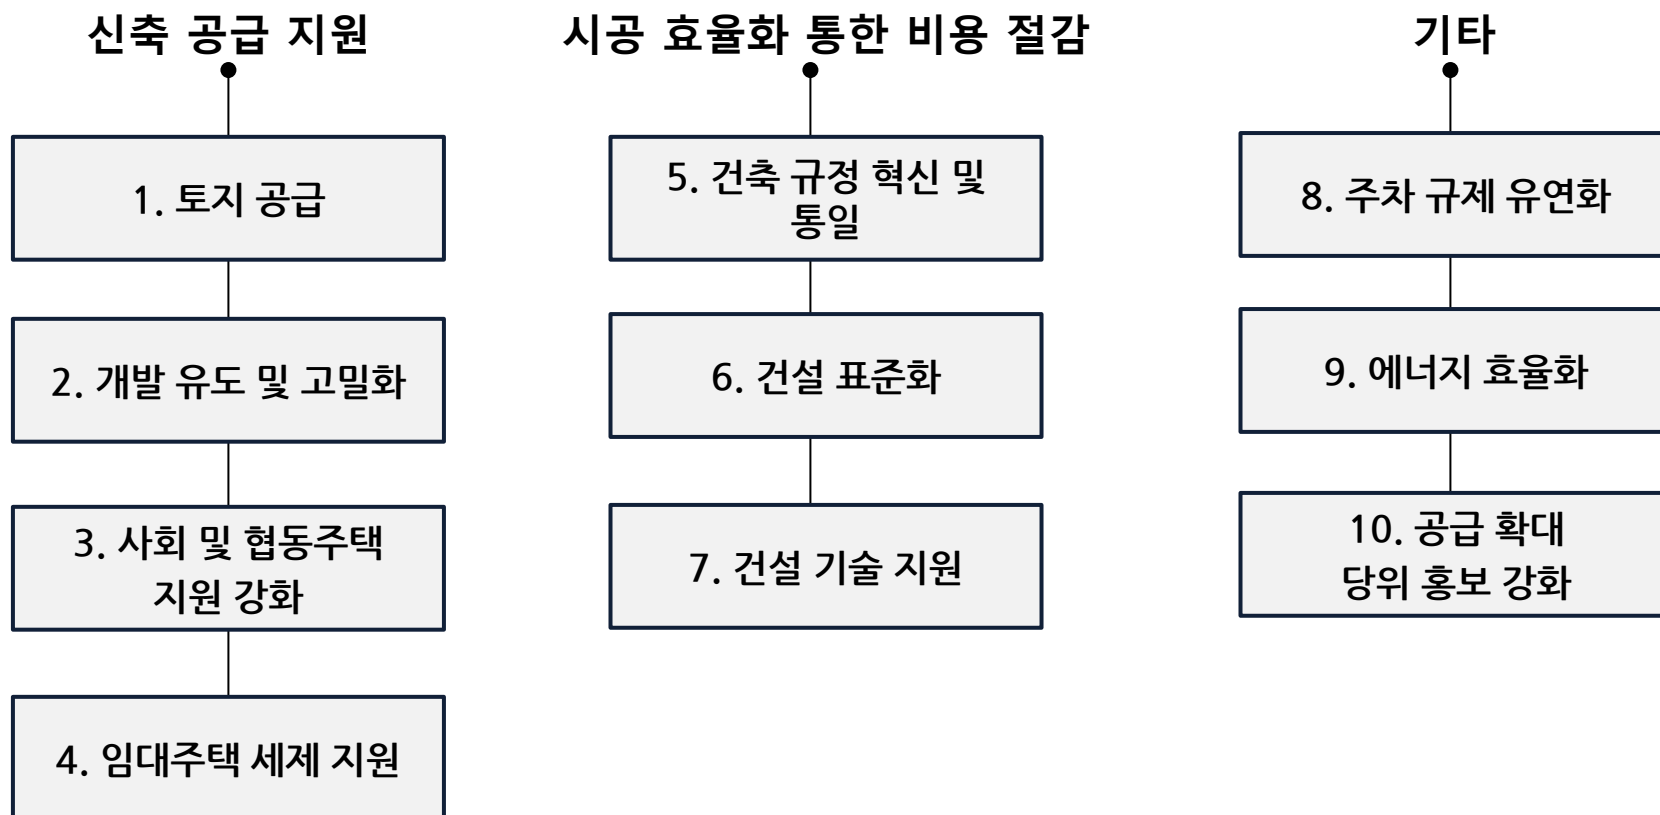 신축 공급 지원
1. 토지 공급
2. 개발 유도 및 고밀화
3. 사회 및 협동주택
지원 강화
4. 임대주택 세제 지원
시공 효율화 통한 비용 절감
5. 건축 규정 혁신 및
통일
6. 건설 표준화
7. 건설 기술 지원
기타
8. 주차 규제 유연화
9. 에너지 효율화
10. 공급 확대
당위 홍보 강화